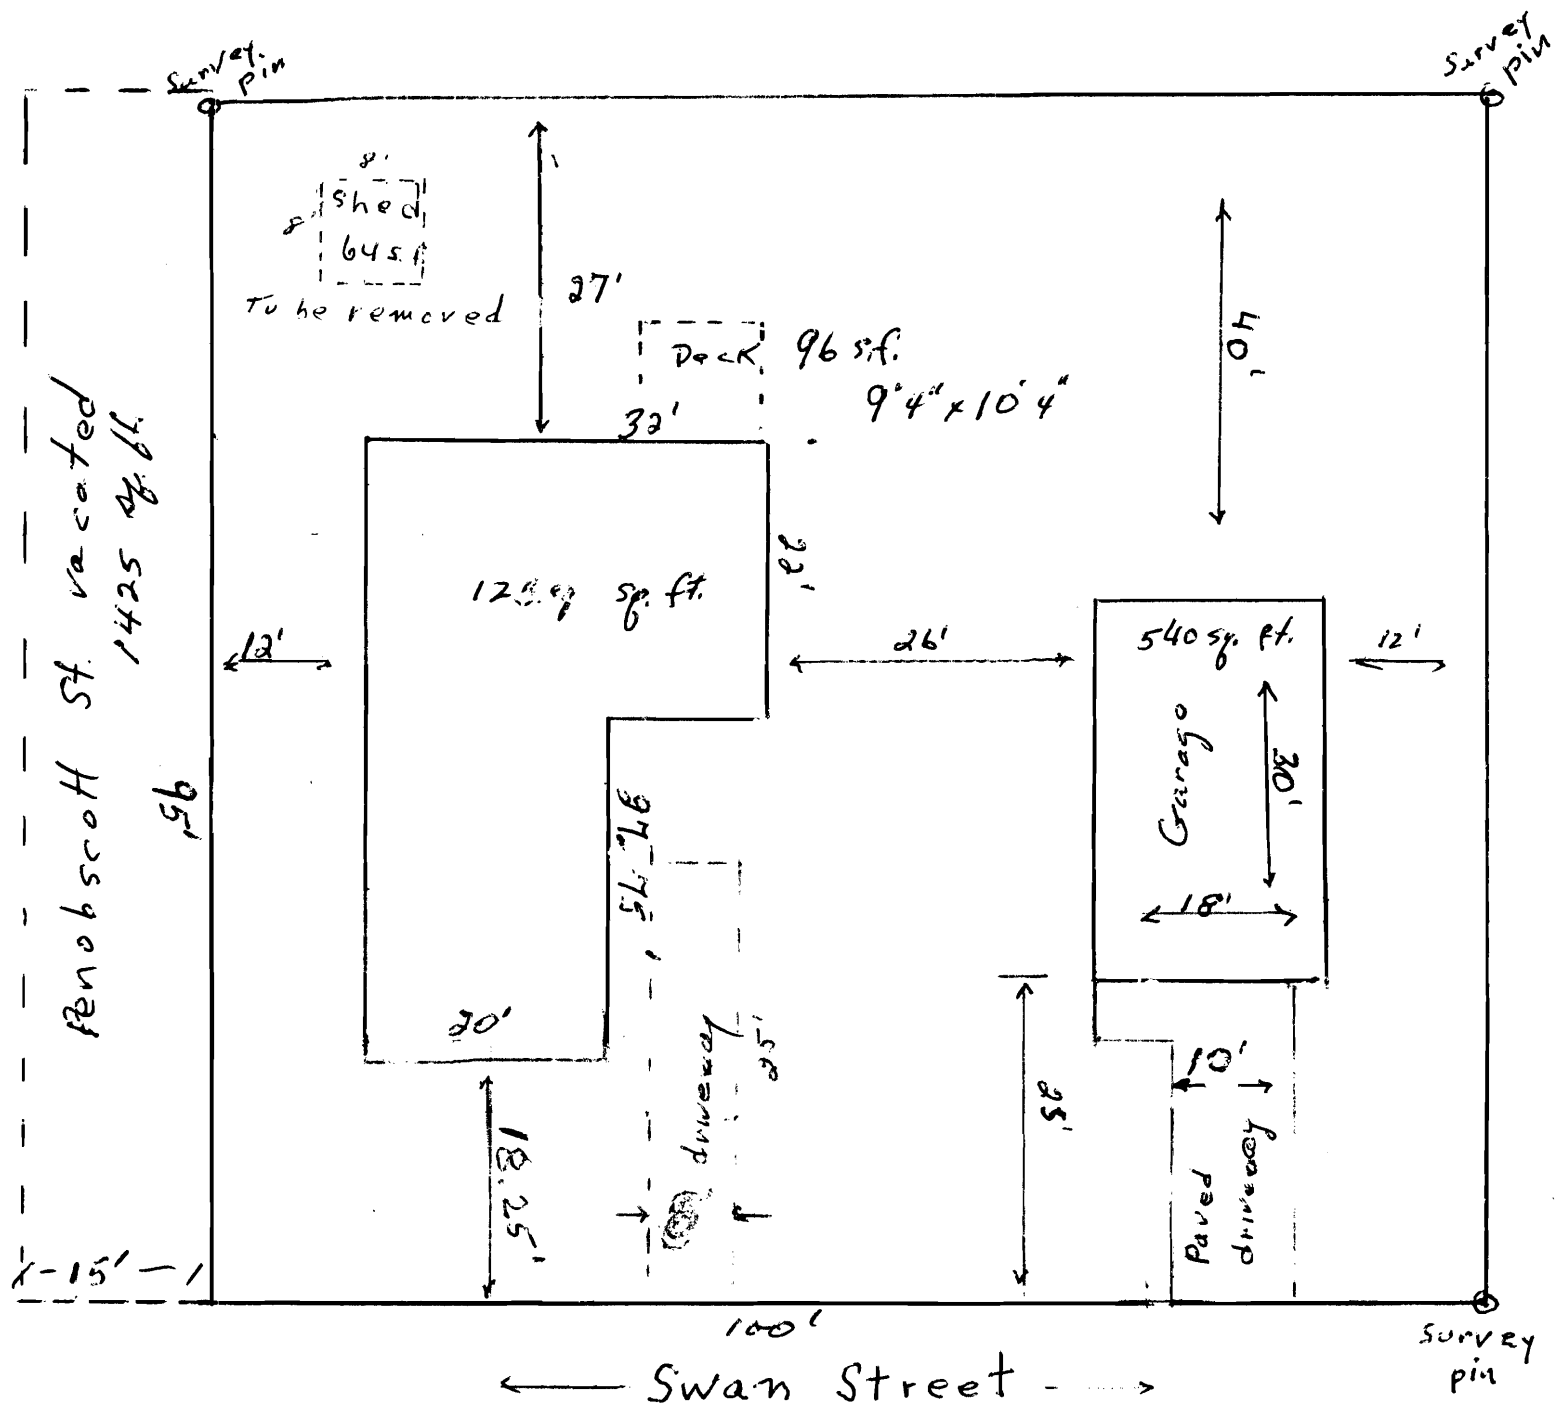 Survey
pin
Survey
pin
8'
8'
Shed
64 s.f
To be removed
27'
Deck
96 s.f.
9'4" x 10'4"
32'
40'
Penobscott St. vacated
1425 sq. ft.
sq. ft.
22'
12'
26'
540 sq. ft.
12'
Garage
30'
18'
95'
20'
driveway
25'
18.25'
25'
10'
Paved
driveway
15'
100'
Swan Street
Survey
pin